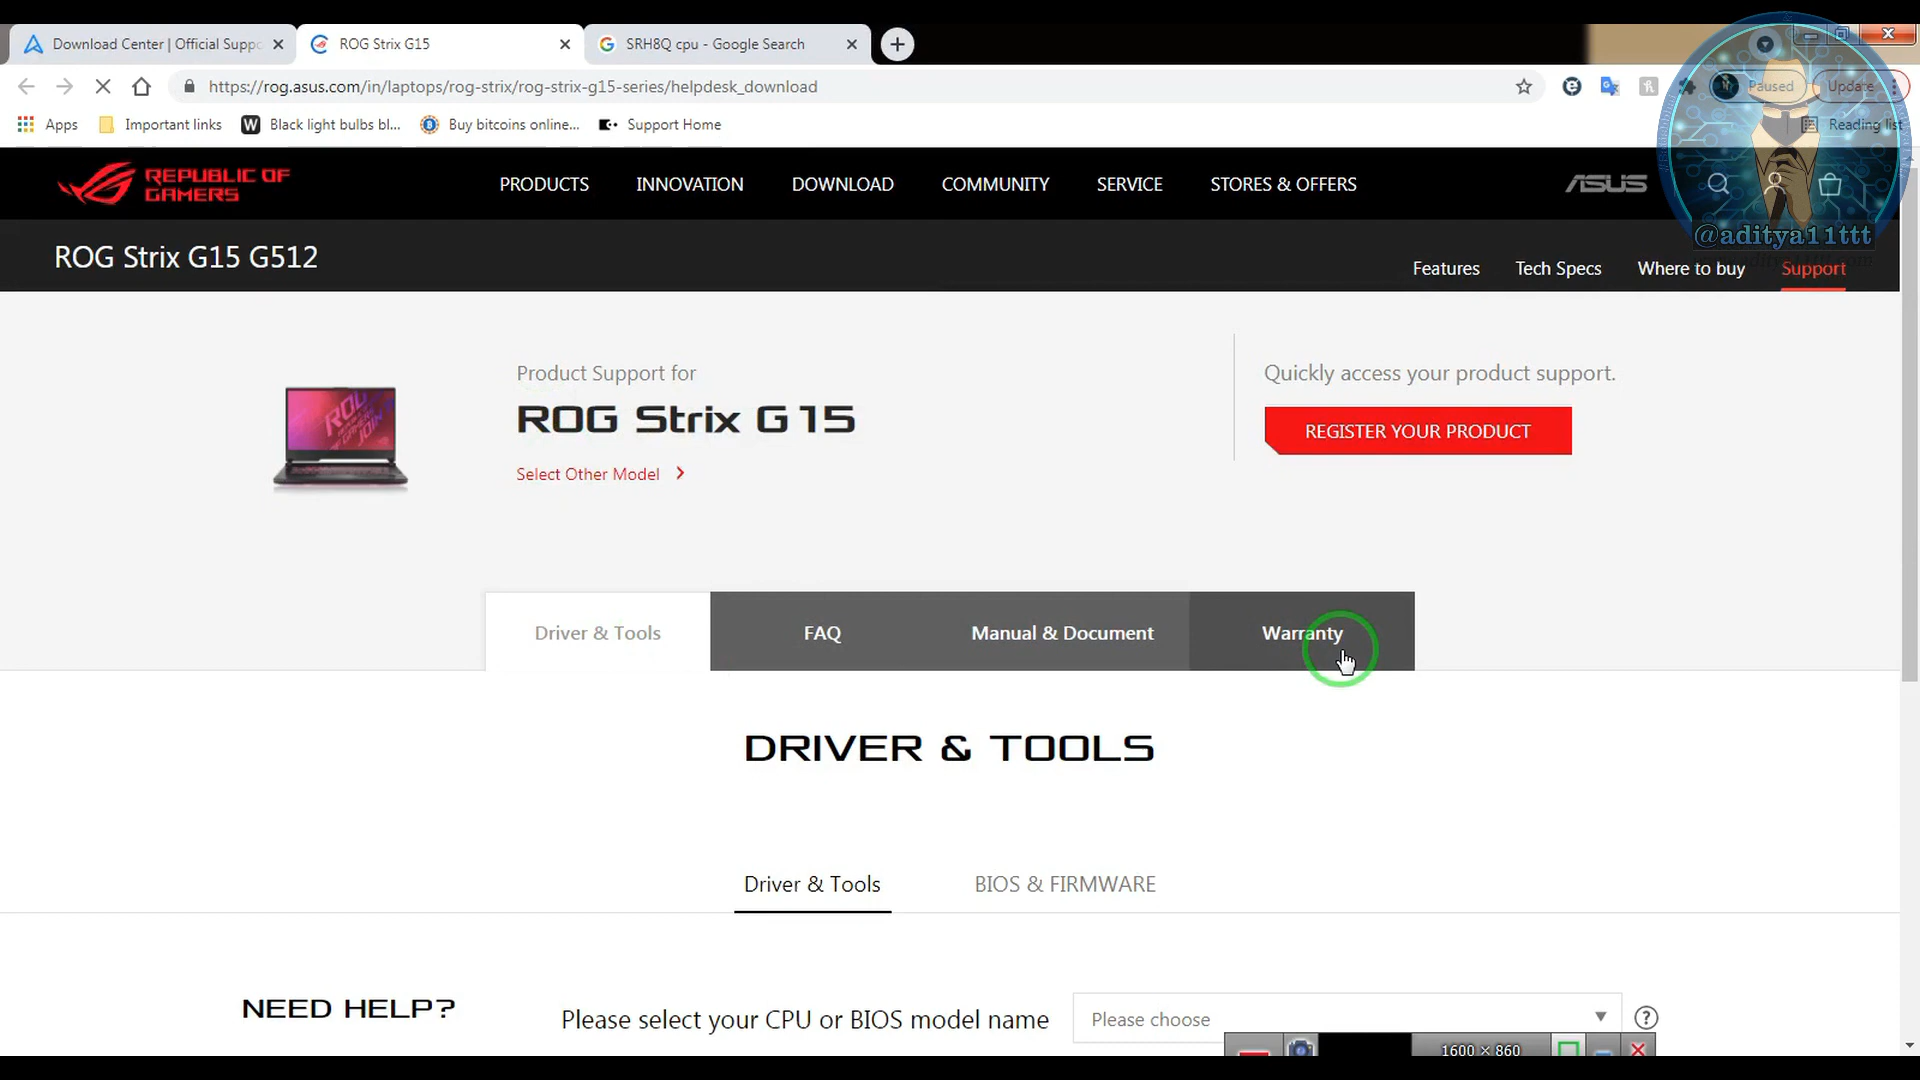 Download Center | Official Suppo
ROG Strix G15
SRH8Q cpu - Google Search
https://rog.asus.com/in/laptops/rog-strix/rog-strix-g15-series/helpdesk_download
Paused
Update
Apps
Important links
W
Black light bulbs bl...
Buy bitcoins online...
Support Home
Reading list
REPUBLIC OF
GAMERS
PRODUCTS
INNOVATION
DOWNLOAD
COMMUNITY
SERVICE
STORES & OFFERS
ASUS
@aditya11ttt
ROG Strix G15 G512
Features
Tech Specs
Where to buy
Support
Product Support for
ROG Strix G15
Select Other Model
Quickly access your product support.
REGISTER YOUR PRODUCT
Driver & Tools
FAQ
Manual & Document
Warranty
DRIVER & TOOLS
Driver & Tools
BIOS & FIRMWARE
NEED HELP?
Please select your CPU or BIOS model name
Please choose
?
1600 × 860